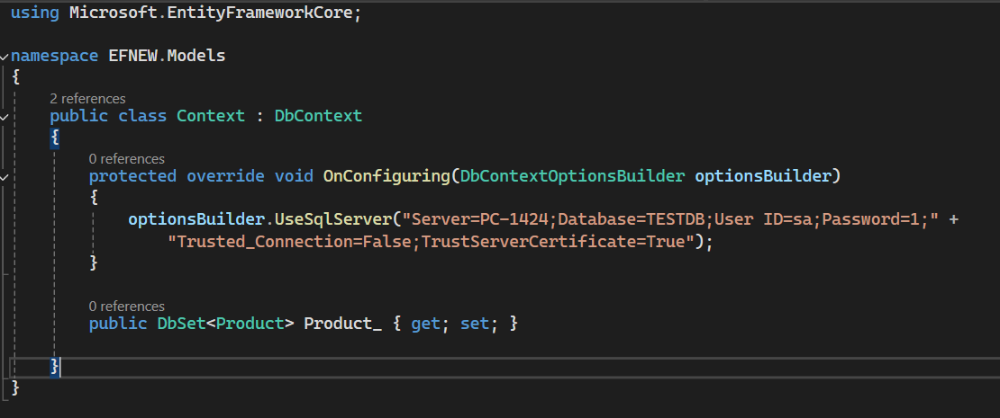 using Microsoft.EntityFrameworkCore;
namespace EFNEW.Models
{
2 references
public class Context : DbContext
{
0 references
protected override void OnConfiguring(DbContextOptionsBuilder optionsBuilder)
{
optionsBuilder.UseSqlServer("Server=PC-1424;Database=TESTDB;User ID=sa;Password=1;" +
"Trusted_Connection=False;TrustServerCertificate=True");
}
0 references
public DbSet<Product> Product_ { get; set; }
}
}